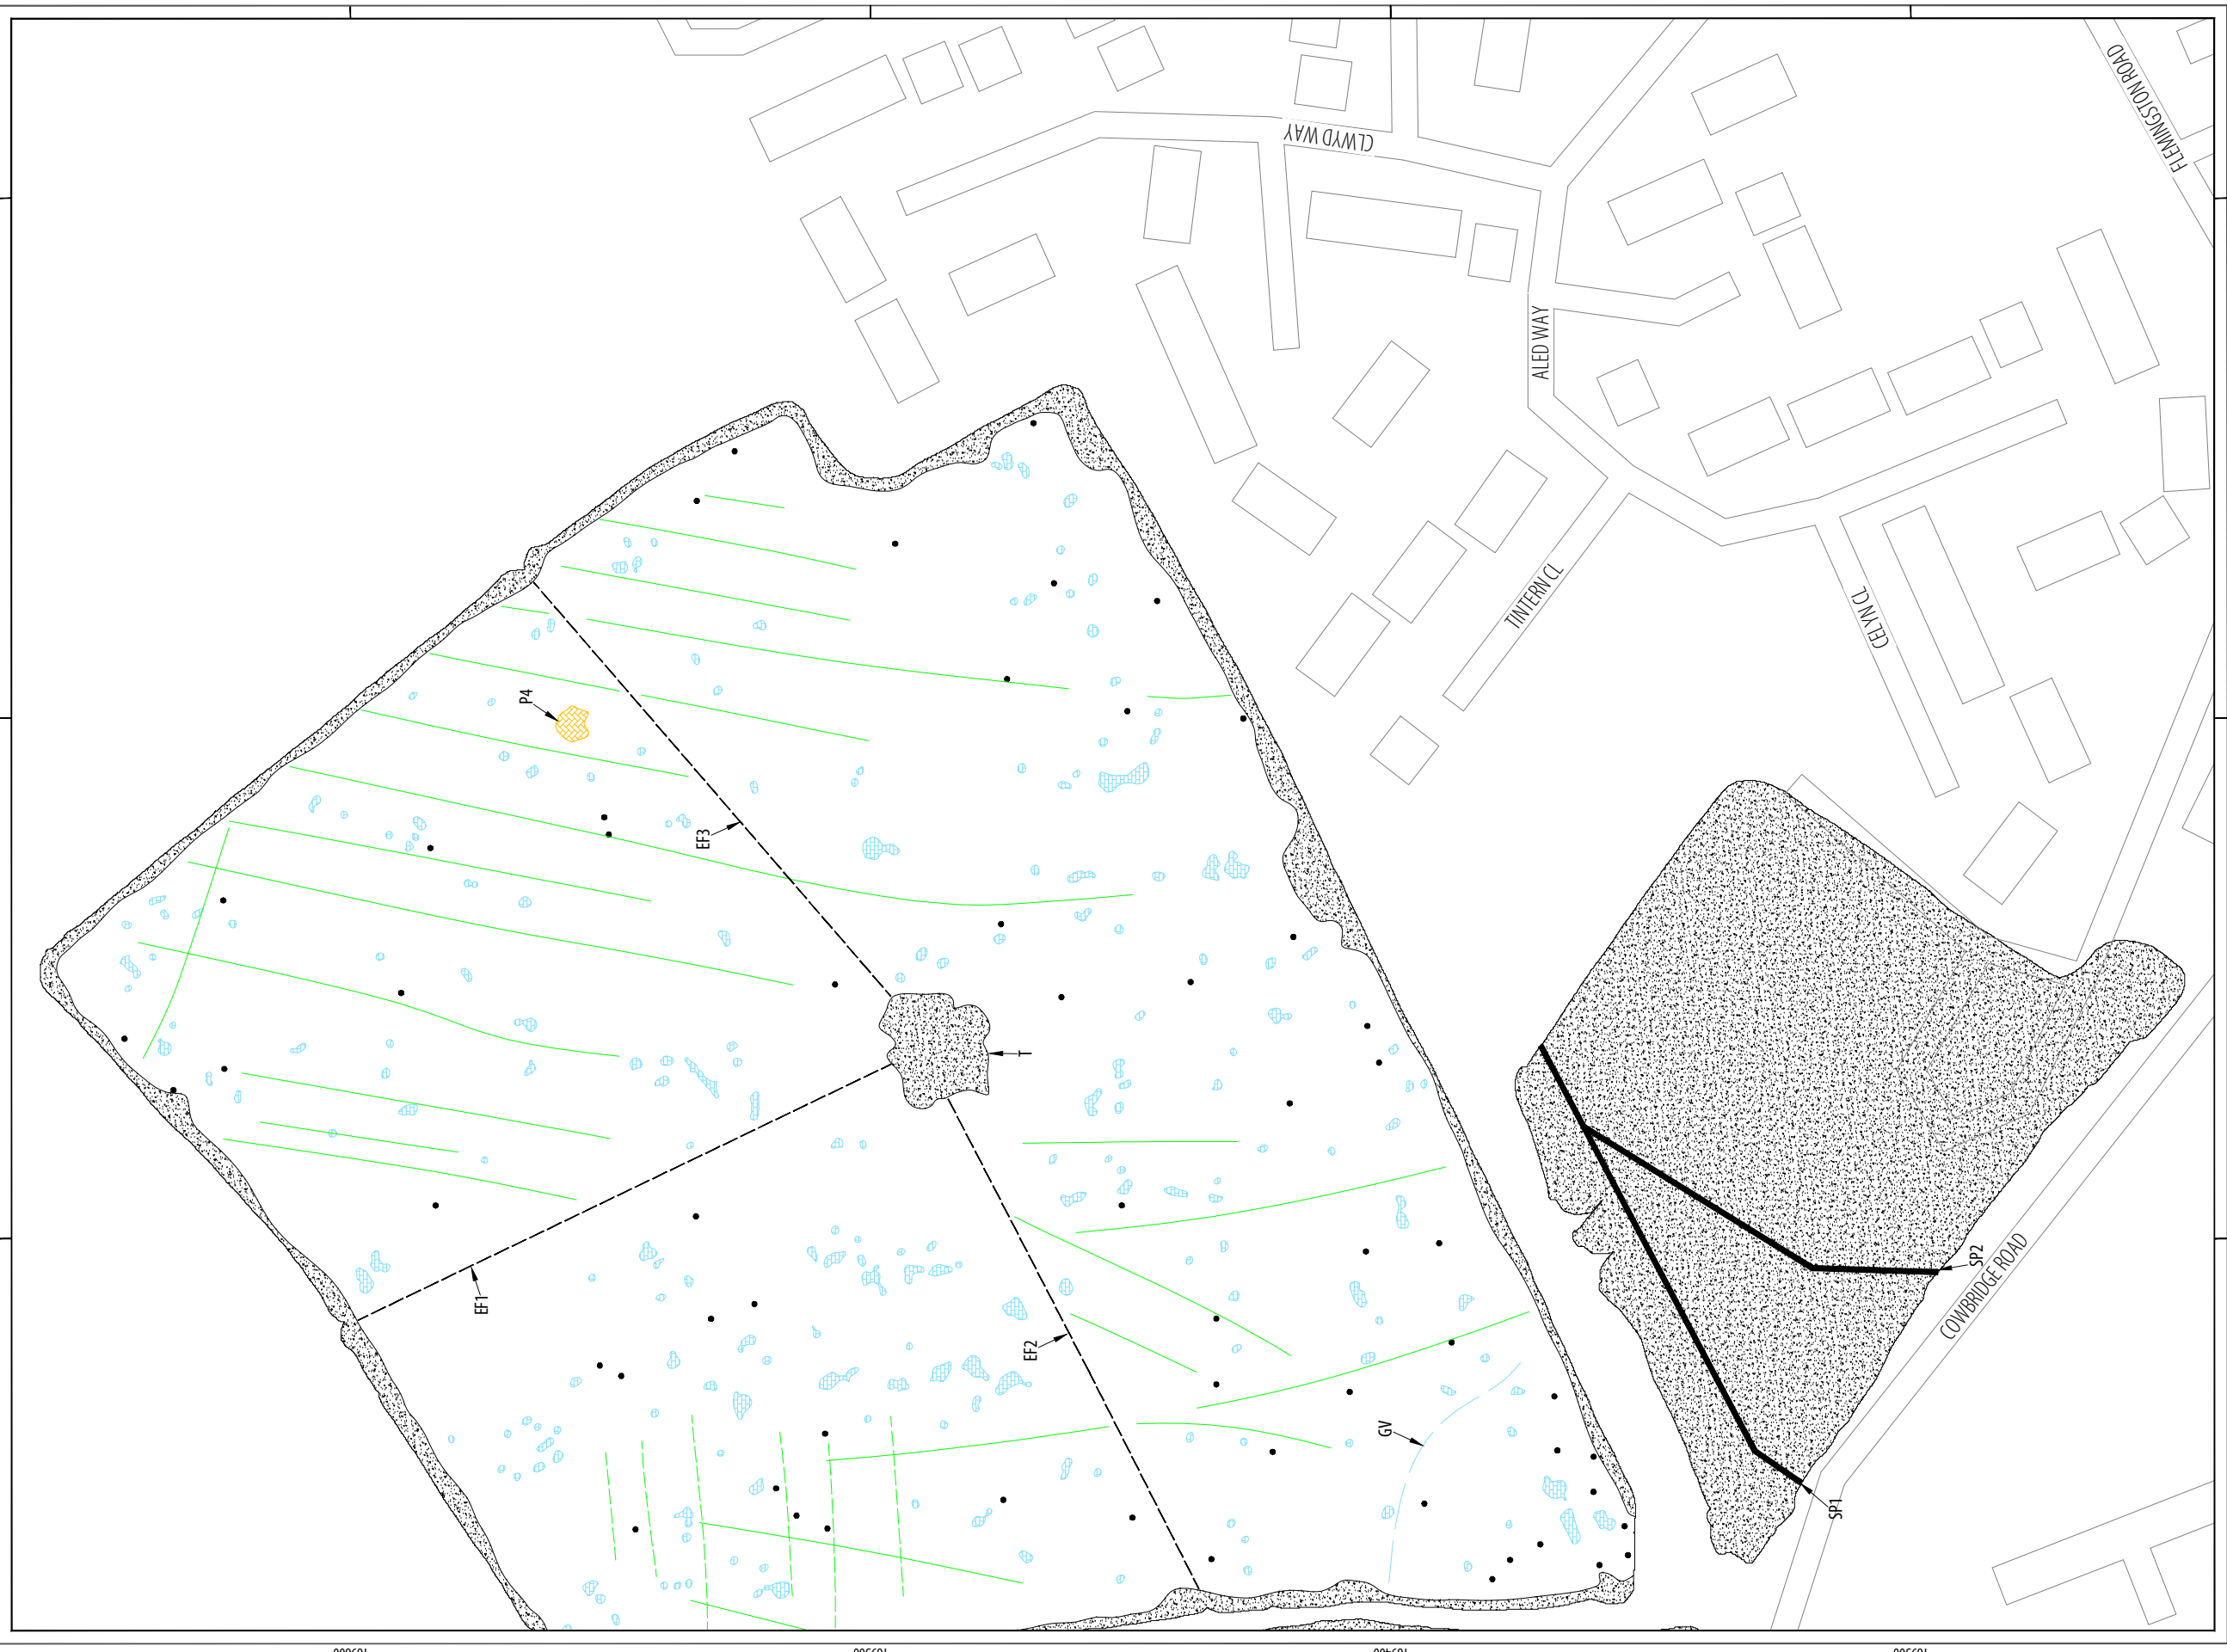 FLEMINGSTON ROAD
CLWYD WAY
ALED WAY
TINTERN CL
CELYN CL
P4
EF3
T
EF1
EF2
GV
SP2
COWBRIDGE ROAD
SP1